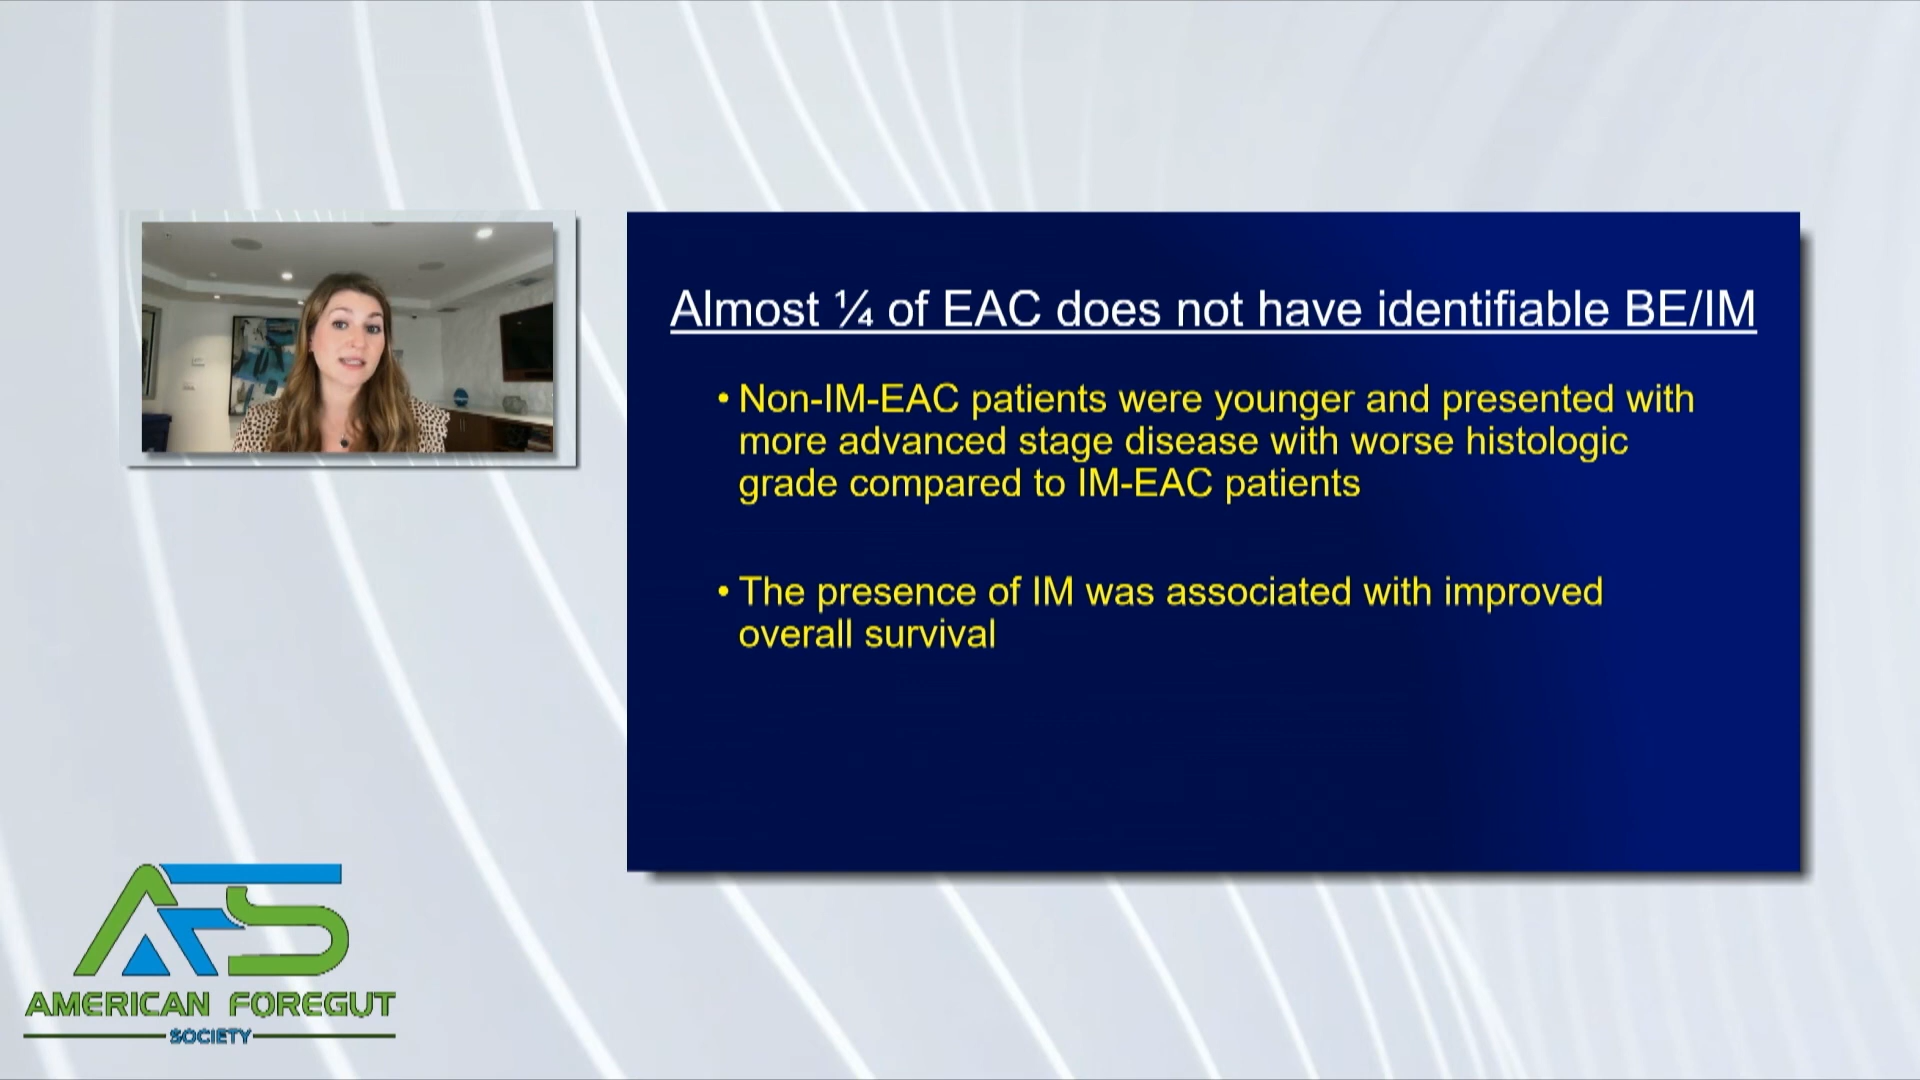 Almost ¼ of EAC does not have identifiable BE/IM
• Non-IM-EAC patients were younger and presented with
more advanced stage disease with worse histologic
grade compared to IM-EAC patients
• The presence of IM was associated with improved
overall survival
AFS
AMERICAN FOREGUT
SOCIETY